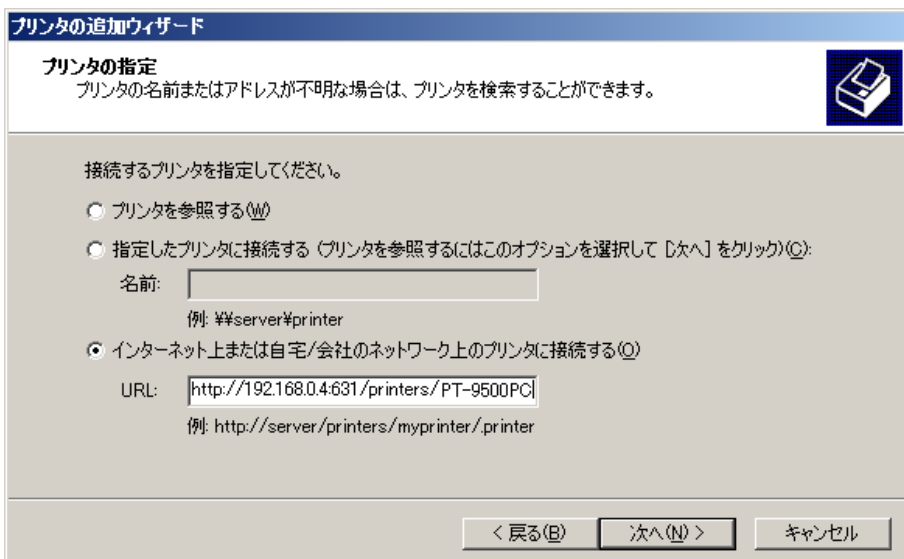 プリンタの追加ウィザード
プリンタの指定
プリンタの名前またはアドレスが不明な場合は、プリンタを検索することができます。
接続するプリンタを指定してください。
プリンタを参照する(W)
指定したプリンタに接続する (プリンタを参照するにはこのオプションを選択して [次へ] をクリック)(C):
名前:
例: ¥¥server¥printer
インターネット上または自宅/会社のネットワーク上のプリンタに接続する(O)
URL: http://192.168.0.4:631/printers/PT-9500PC
例: http://server/printers/myprinter/.printer
< 戻る(B) 次へ(N) > キャンセル